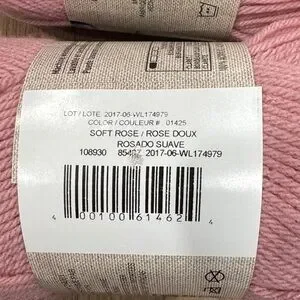 LOT / LOTE 2017-06-WL174979
COLOR / COULEUR # 01425
SOFT ROSE / ROSE DOUX
ROSADO SUAVE
108930 2017-06-WL174979
4 00100 61462 4